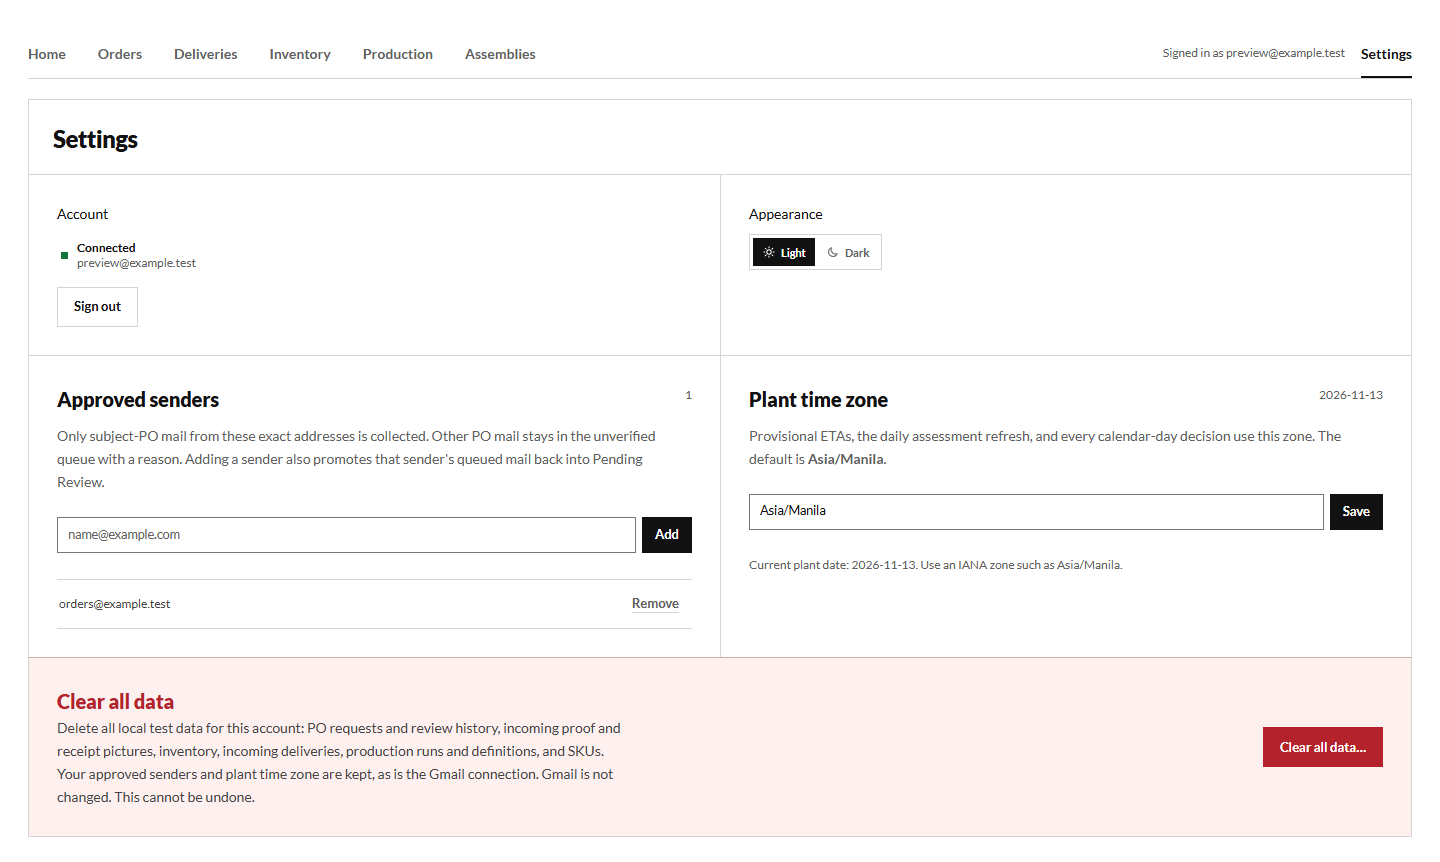 Home Orders Deliveries Inventory Production Assemblies Signed in as preview@example.test Settings
Settings
Account
Connected
preview@example.test
Sign out
Appearance
Light Dark
Approved senders 1
Only subject-PO mail from these exact addresses is collected. Other PO mail stays in the unverified
queue with a reason. Adding a sender also promotes that sender's queued mail back into Pending
Review.
name@example.com Add
orders@example.test Remove
Plant time zone 2026-11-13
Provisional ETAs, the daily assessment refresh, and every calendar-day decision use this zone. The
default is Asia/Manila.
Asia/Manila Save
Current plant date: 2026-11-13. Use an IANA zone such as Asia/Manila.
Clear all data
Delete all local test data for this account: PO requests and review history, incoming proof and
receipt pictures, inventory, incoming deliveries, production runs and definitions, and SKUs.
Your approved senders and plant time zone are kept, as is the Gmail connection. Gmail is not
changed. This cannot be undone.
Clear all data...